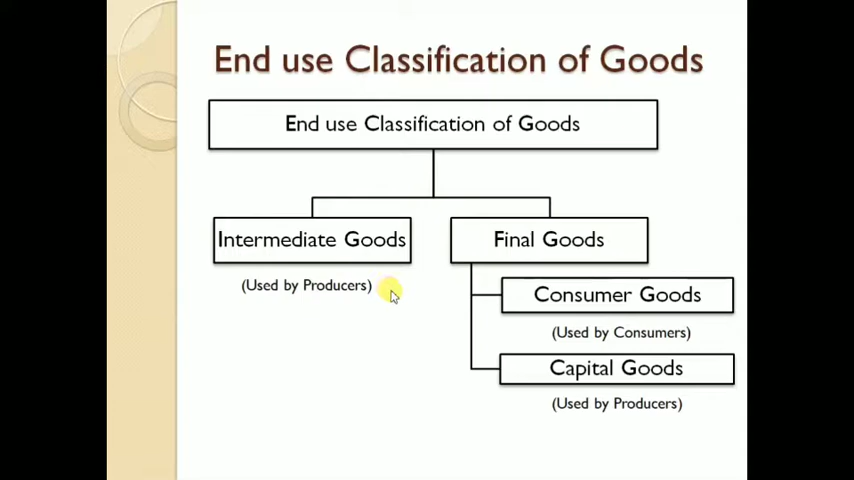 End use Classification of Goods
End use Classification of Goods
Intermediate Goods
Final Goods
(Used by Producers)
Consumer Goods
(Used by Consumers)
Capital Goods
(Used by Producers)